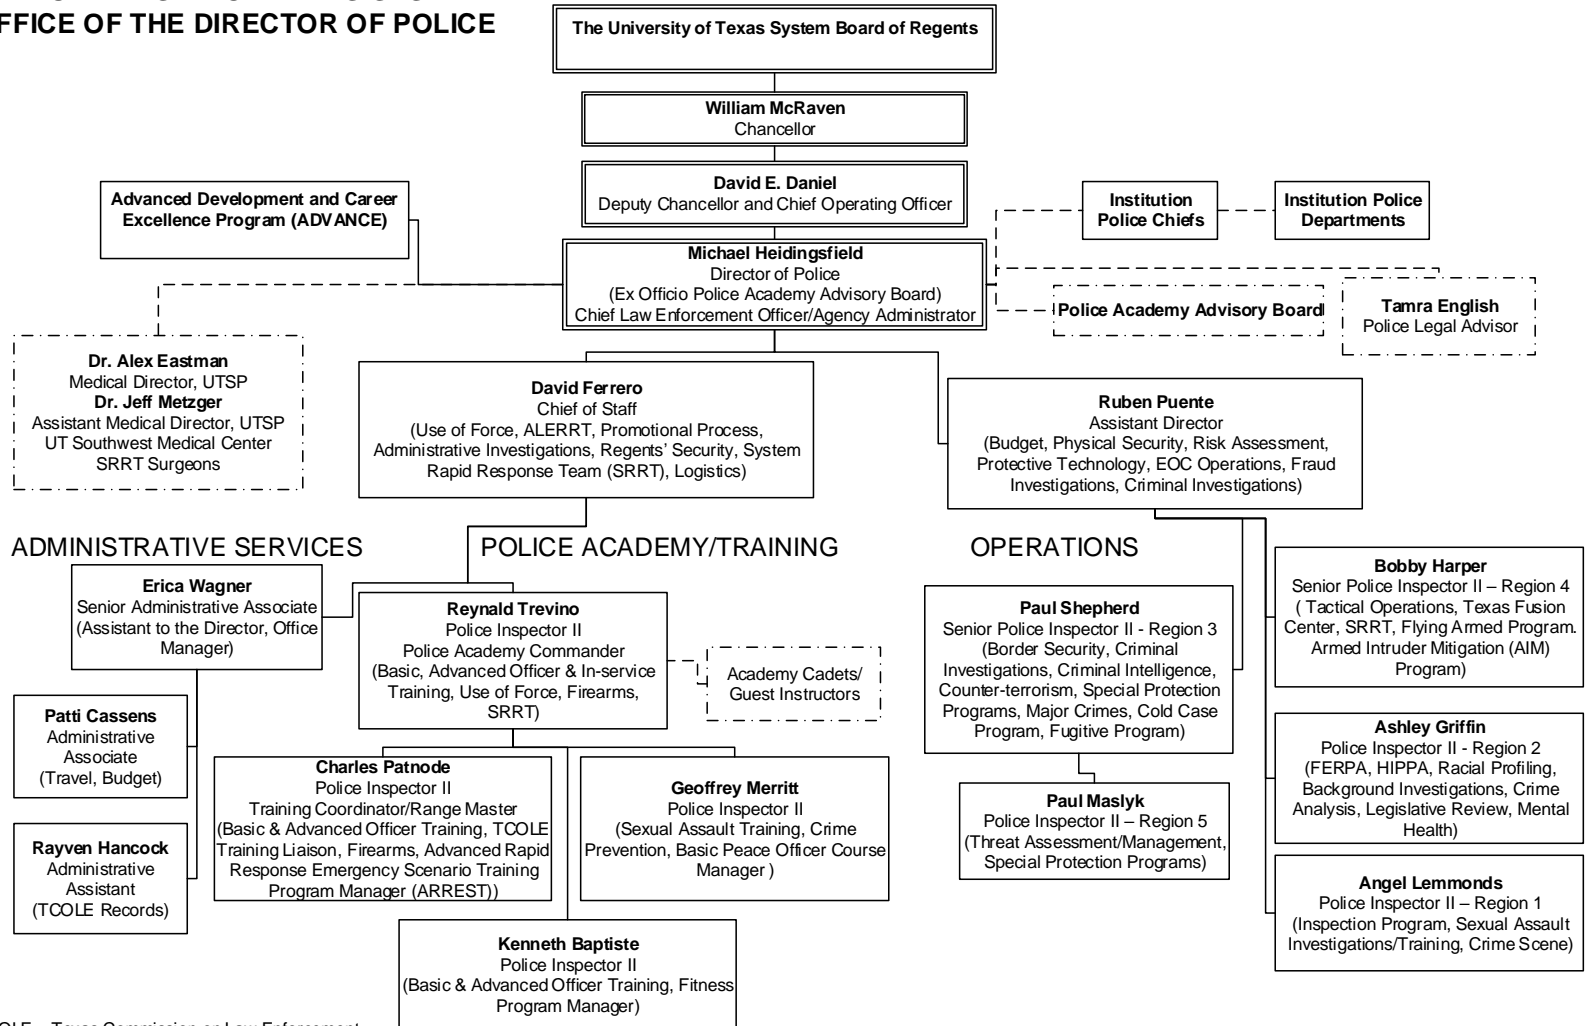 FFICE OF THE DIRECTOR OF POLICE
The University of Texas System Board of Regents
William McRaven
Chancellor
David E. Daniel
Deputy Chancellor and Chief Operating Officer
Michael Heidingsfield
Director of Police
(Ex Officio Police Academy Advisory Board)
Chief Law Enforcement Officer/Agency Administrator
Advanced Development and Career
Excellence Program (ADVANCE)
Institution
Police Chiefs
Institution Police
Departments
Police Academy Advisory Board
Tamra English
Police Legal Advisor
Dr. Alex Eastman
Medical Director, UTSP
Dr. Jeff Metzger
Assistant Medical Director, UTSP
UT Southwest Medical Center
SRRT Surgeons
David Ferrero
Chief of Staff
(Use of Force, ALERRT, Promotional Process,
Administrative Investigations, Regents' Security, System
Rapid Response Team (SRRT), Logistics)
Ruben Puente
Assistant Director
(Budget, Physical Security, Risk Assessment,
Protective Technology, EOC Operations, Fraud
Investigations, Criminal Investigations)
ADMINISTRATIVE SERVICES
POLICE ACADEMY/TRAINING
OPERATIONS
Erica Wagner
Senior Administrative Associate
(Assistant to the Director, Office
Manager)
Patti Cassens
Administrative
Associate
(Travel, Budget)
Rayven Hancock
Administrative
Assistant
(TCOLE Records)
Reynald Trevino
Police Inspector II
Police Academy Commander
(Basic, Advanced Officer & In-service
Training, Use of Force, Firearms,
SRRT)
Academy Cadets/
Guest Instructors
Charles Patnode
Police Inspector II
Training Coordinator/Range Master
(Basic & Advanced Officer Training, TCOLE
Training Liaison, Firearms, Advanced Rapid
Response Emergency Scenario Training
Program Manager (ARREST))
Geoffrey Merritt
Police Inspector II
(Sexual Assault Training, Crime
Prevention, Basic Peace Officer Course
Manager )
Kenneth Baptiste
Police Inspector II
(Basic & Advanced Officer Training, Fitness
Program Manager)
Paul Shepherd
Senior Police Inspector II - Region 3
(Border Security, Criminal
Investigations, Criminal Intelligence,
Counter-terrorism, Special Protection
Programs, Major Crimes, Cold Case
Program, Fugitive Program)
Paul Maslyk
Police Inspector II – Region 5
(Threat Assessment/Management,
Special Protection Programs)
Bobby Harper
Senior Police Inspector II – Region 4
( Tactical Operations, Texas Fusion
Center, SRRT, Flying Armed Program.
Armed Intruder Mitigation (AIM)
Program)
Ashley Griffin
Police Inspector II - Region 2
(FERPA, HIPPA, Racial Profiling,
Background Investigations, Crime
Analysis, Legislative Review, Mental
Health)
Angel Lemmonds
Police Inspector II – Region 1
(Inspection Program, Sexual Assault
Investigations/Training, Crime Scene)
Texas Commission on Law Enforcement